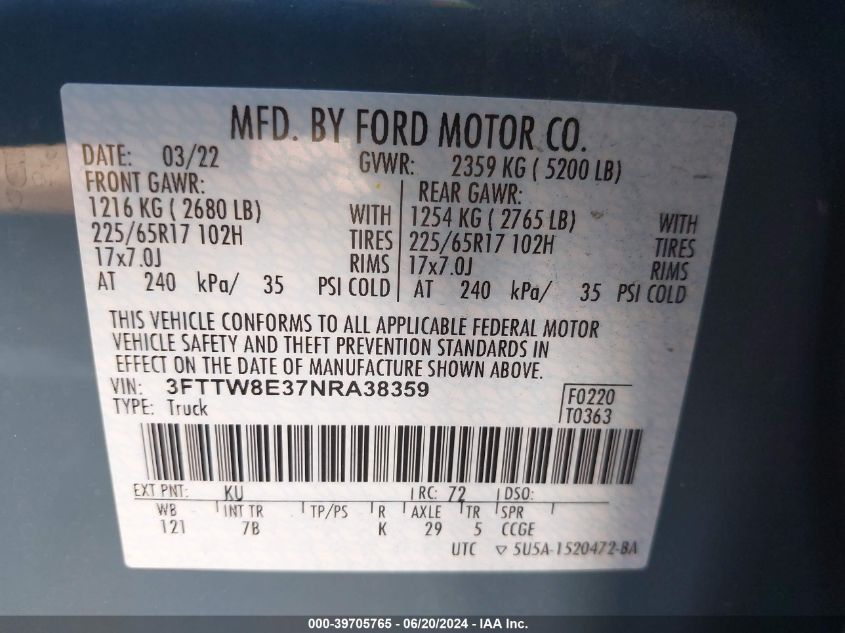 MFD. BY FORD MOTOR CO.
DATE: 03/22 GVWR: 2359 KG ( 5200 LB)
FRONT GAWR: REAR GAWR:
1216 KG ( 2680 LB) WITH 1254 KG ( 2765 LB) WITH
225/65R17 102H TIRES 225/65R17 102H TIRES
17x7.0J RIMS 17x7.0J RIMS
AT 240 kPa/ 35 PSI COLD AT 240 kPa/ 35 PSI COLD
THIS VEHICLE CONFORMS TO ALL APPLICABLE FEDERAL MOTOR
VEHICLE SAFETY AND THEFT PREVENTION STANDARDS IN
EFFECT ON THE DATE OF MANUFACTURE SHOWN ABOVE.
VIN: 3FTTW8E37NRA38359 F0220
TYPE: Truck T0363
EXT PNT: KU RC: 72 DSO:
WB INT TR TP/PS R AXLE TR SPR
121 7B K 29 5 CCGE
UTC ▽ 5U5A-1520472-BA
000-39705765 / 06/20/2024 / IAA Inc.